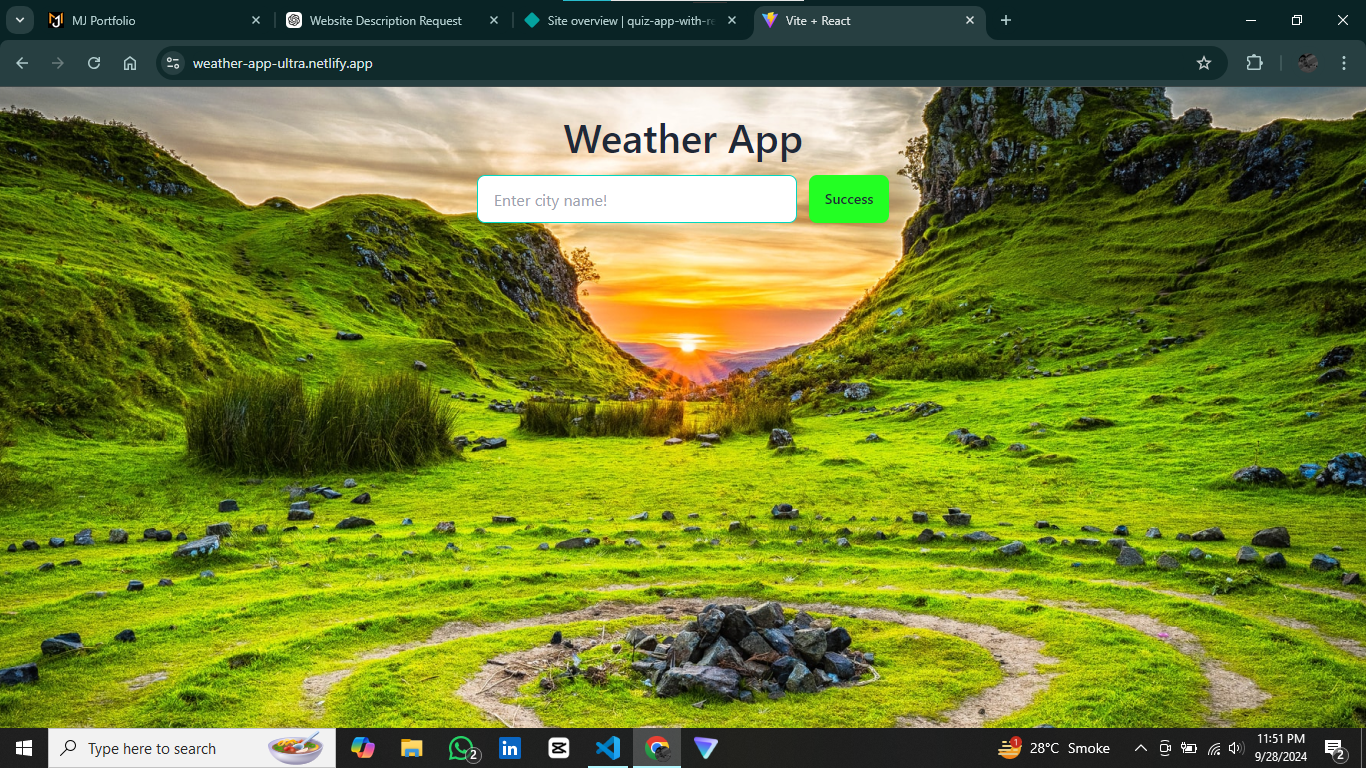 MJ Portfolio
Website Description Request
Site overview | quiz-app-with-re
Vite + React
weather-app-ultra.netlify.app
Weather App
Enter city name!
Success
Type here to search
2
1
28°C Smoke
11:51 PM
9/28/2024
2